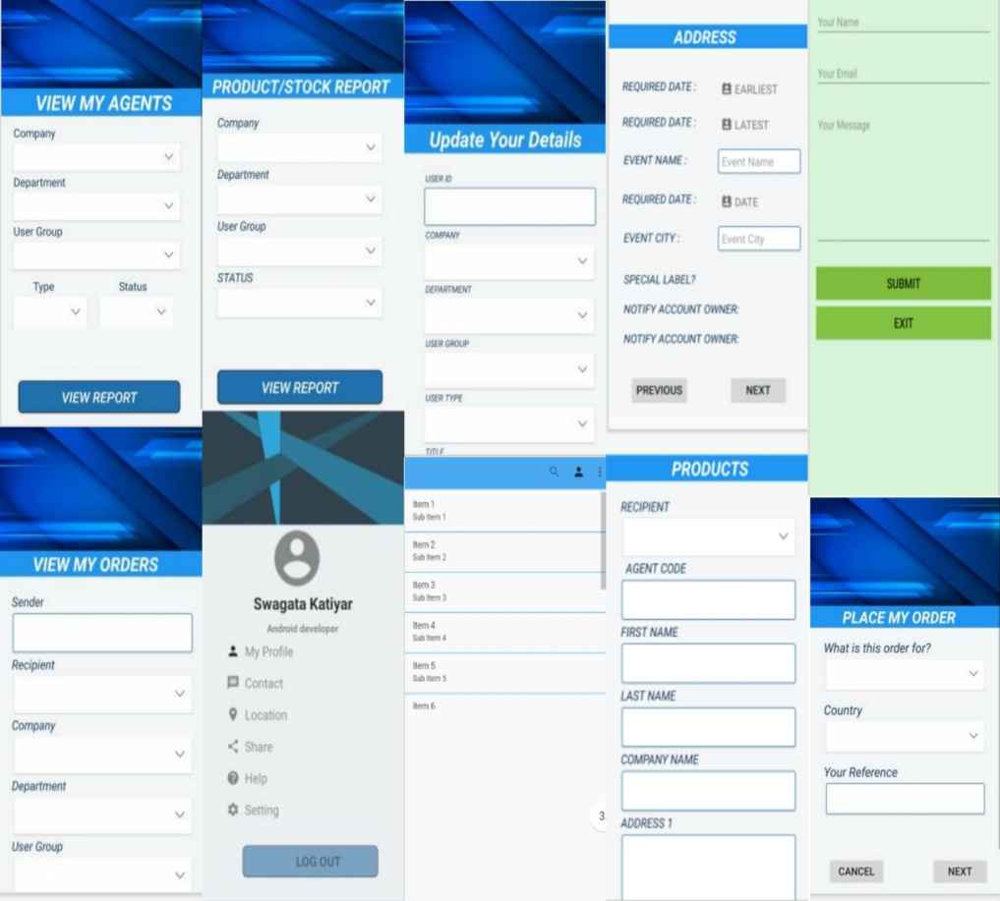 VIEW MY AGENTS
Company
Department
User Group
Type Status
VIEW REPORT
PRODUCT/STOCK REPORT
Company
Department
User Group
STATUS
VIEW REPORT
Update Your Details
USER ID
COMPANY
DEPARTMENT
USER GROUP
USER TYPE
TITLE
ADDRESS
REQUIRED DATE : EARLIEST
REQUIRED DATE : LATEST
EVENT NAME : Event Name
REQUIRED DATE : DATE
EVENT CITY : Event City
SPECIAL LABEL?
NOTIFY ACCOUNT OWNER:
NOTIFY ACCOUNT OWNER:
PREVIOUS NEXT
Your Name
Your Email
Your Message
SUBMIT
EXIT
VIEW MY ORDERS
Sender
Recipient
Company
Department
User Group
Swagata Katiyar
Android developer
My Profile
Contact
Location
Share
Help
Setting
LOG OUT
Item 1
Sub Item 1
Item 2
Sub Item 2
Item 3
Sub Item 3
Item 4
Sub Item 4
Item 5
Sub Item 5
Item 6
3
PRODUCTS
RECIPIENT
AGENT CODE
FIRST NAME
LAST NAME
COMPANY NAME
ADDRESS 1
PLACE MY ORDER
What is this order for?
Country
Your Reference
CANCEL NEXT